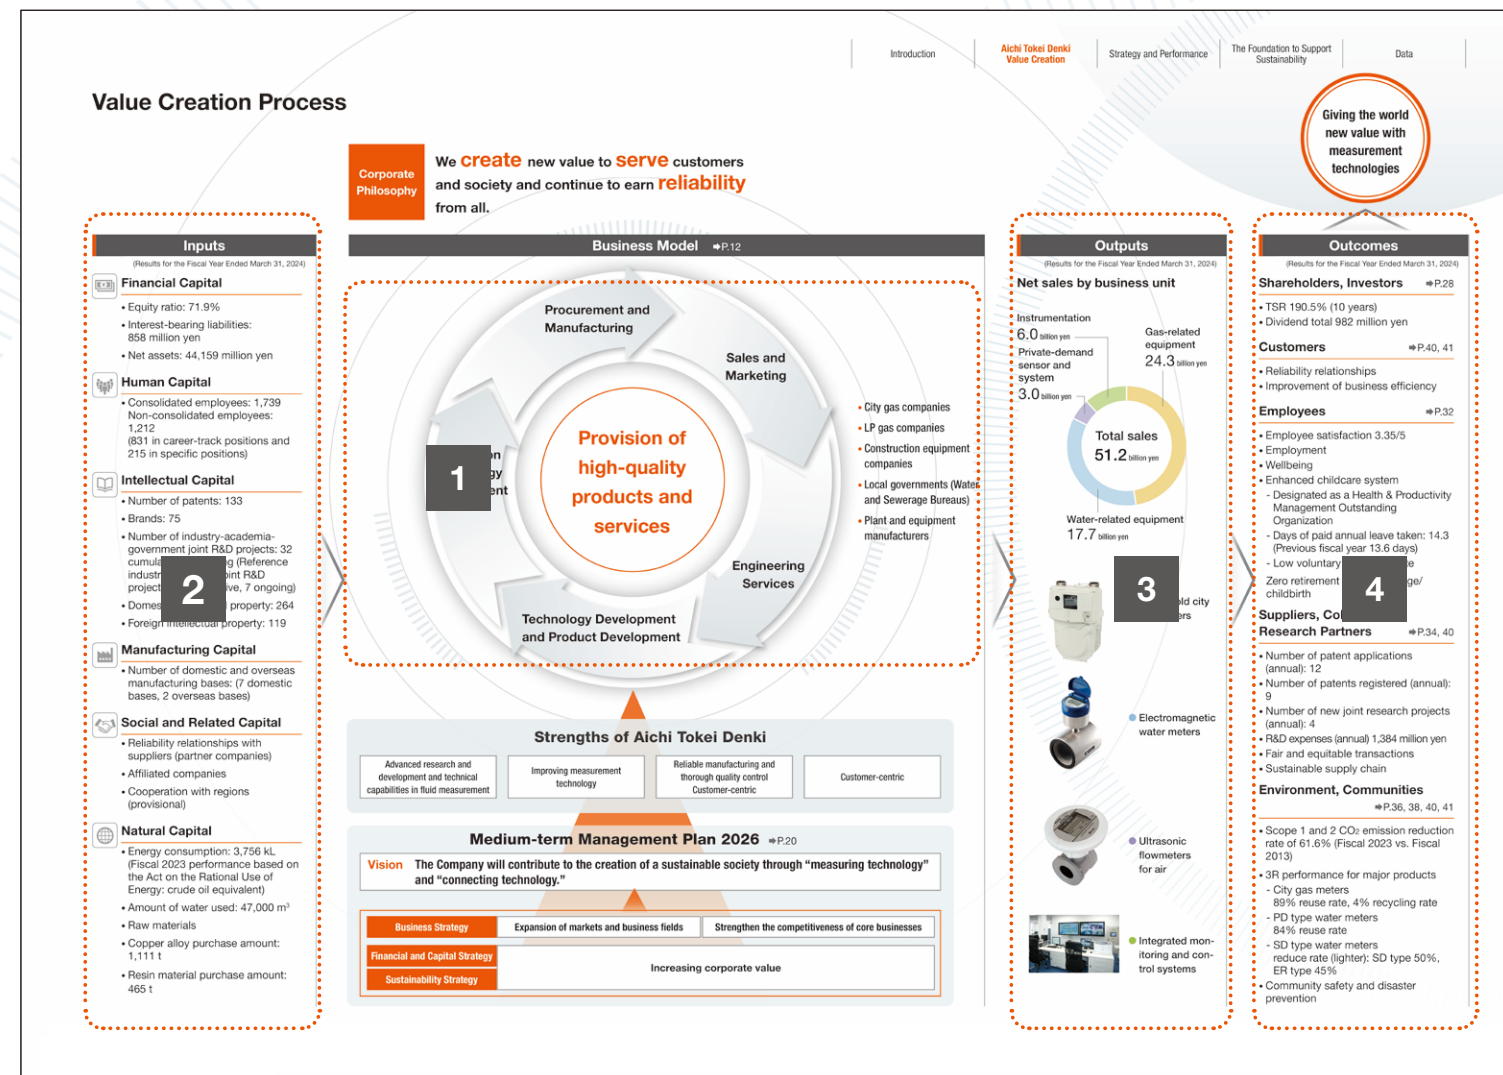 Introduction
Aichi Tokei Denki
Value Creation
Strategy and Performance
The Foundation to Support
Sustainability
Data
Value Creation Process
Giving the world
new value with
measurement
technologies
Corporate
Philosophy
We create new value to serve customers
and society and continue to earn reliability
from all.
Inputs
(Results for the Fiscal Year Ended March 31, 2024)
Financial Capital
• Equity ratio: 71.9%
• Interest-bearing liabilities:
858 million yen
• Net assets: 44,159 million yen
Human Capital
• Consolidated employees: 1,739
Non-consolidated employees:
1,212
(831 in career-track positions and
215 in specific positions)
Intellectual Capital
• Number of patents: 133
• Brands: 75
• Number of industry-academia-
government joint R&D projects: 32
(Reference
R&D
7 ongoing)
property: 264
• Foreign intellectual property: 119
2
Manufacturing Capital
• Number of domestic and overseas
manufacturing bases: (7 domestic
bases, 2 overseas bases)
Social and Related Capital
• Reliability relationships with
suppliers (partner companies)
• Affiliated companies
• Cooperation with regions
(provisional)
Natural Capital
• Energy consumption: 3,756 kL
(Fiscal 2023 performance based on
the Act on the Rational Use of
Energy: crude oil equivalent)
• Amount of water used: 47,000 m³
• Raw materials
• Copper alloy purchase amount:
1,111 t
• Resin material purchase amount:
465 t
Business Model ➡P.12
Procurement and
Manufacturing
Sales and
Marketing
Engineering
Services
Technology Development
and Product Development
1
Provision of
high-quality
products and
services
• City gas companies
• LP gas companies
• Construction equipment
companies
• Local governments (Water
and Sewerage Bureaus)
• Plant and equipment
manufacturers
Strengths of Aichi Tokei Denki
Advanced research and
development and technical
capabilities in fluid measurement
Improving measurement
technology
Reliable manufacturing and
thorough quality control
Customer-centric
Customer-centric
Medium-term Management Plan 2026 ➡P.20
Vision The Company will contribute to the creation of a sustainable society through “measuring technology”
and “connecting technology.”
Business Strategy Expansion of markets and business fields Strengthen the competitiveness of core businesses
Financial and Capital Strategy
Sustainability Strategy
Increasing corporate value
Outputs
(Results for the Fiscal Year Ended March 31, 2024)
Net sales by business unit
Instrumentation
6.0 billion yen
Private-demand
sensor and
system
3.0 billion yen
Gas-related
equipment
24.3 billion yen
Total sales
51.2 billion yen
Water-related equipment
17.7 billion yen
3
city
• Electromagnetic
water meters
• Ultrasonic
flowmeters
for air
• Integrated mon-
itoring and con-
trol systems
Outcomes
(Results for the Fiscal Year Ended March 31, 2024)
Shareholders, Investors ➡P.28
• TSR 190.5% (10 years)
• Dividend total 982 million yen
Customers ➡P.40, 41
• Reliability relationships
• Improvement of business efficiency
Employees ➡P.32
• Employee satisfaction 3.35/5
• Employment
• Wellbeing
• Enhanced childcare system
- Designated as a Health & Productivity
Management Outstanding
Organization
- Days of paid annual leave taken: 14.3
(Previous fiscal year 13.6 days)
- Low voluntary
Zero retirement
childbirth
4
Suppliers,
Research Partners ➡P.34, 40
• Number of patent applications
(annual): 12
• Number of patents registered (annual):
9
• Number of new joint research projects
(annual): 4
• R&D expenses (annual) 1,384 million yen
• Fair and equitable transactions
• Sustainable supply chain
Environment, Communities
➡P.36, 38, 40, 41
• Scope 1 and 2 CO₂ emission reduction
rate of 61.6% (Fiscal 2023 vs. Fiscal
2013)
• 3R performance for major products
- City gas meters
89% reuse rate, 4% recycling rate
- PD type water meters
84% reuse rate
- SD type water meters
reduce rate (lighter): SD type 50%,
ER type 45%
• Community safety and disaster
prevention